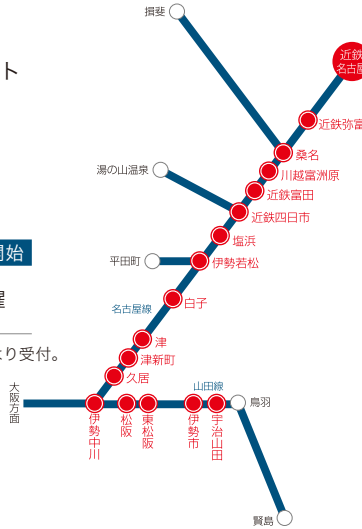 揖斐
ト
近鉄
名古屋
近鉄弥富
桑名
川越富洲原
湯の山温泉
近鉄富田
近鉄四日市
塩浜
開始
平田町
伊勢若松
白子
名古屋線
津
より受付。
津新町
久居
大阪方面
山田線
鳥羽
伊勢中川
松阪
東松阪
伊勢市
宇治山田
賢島